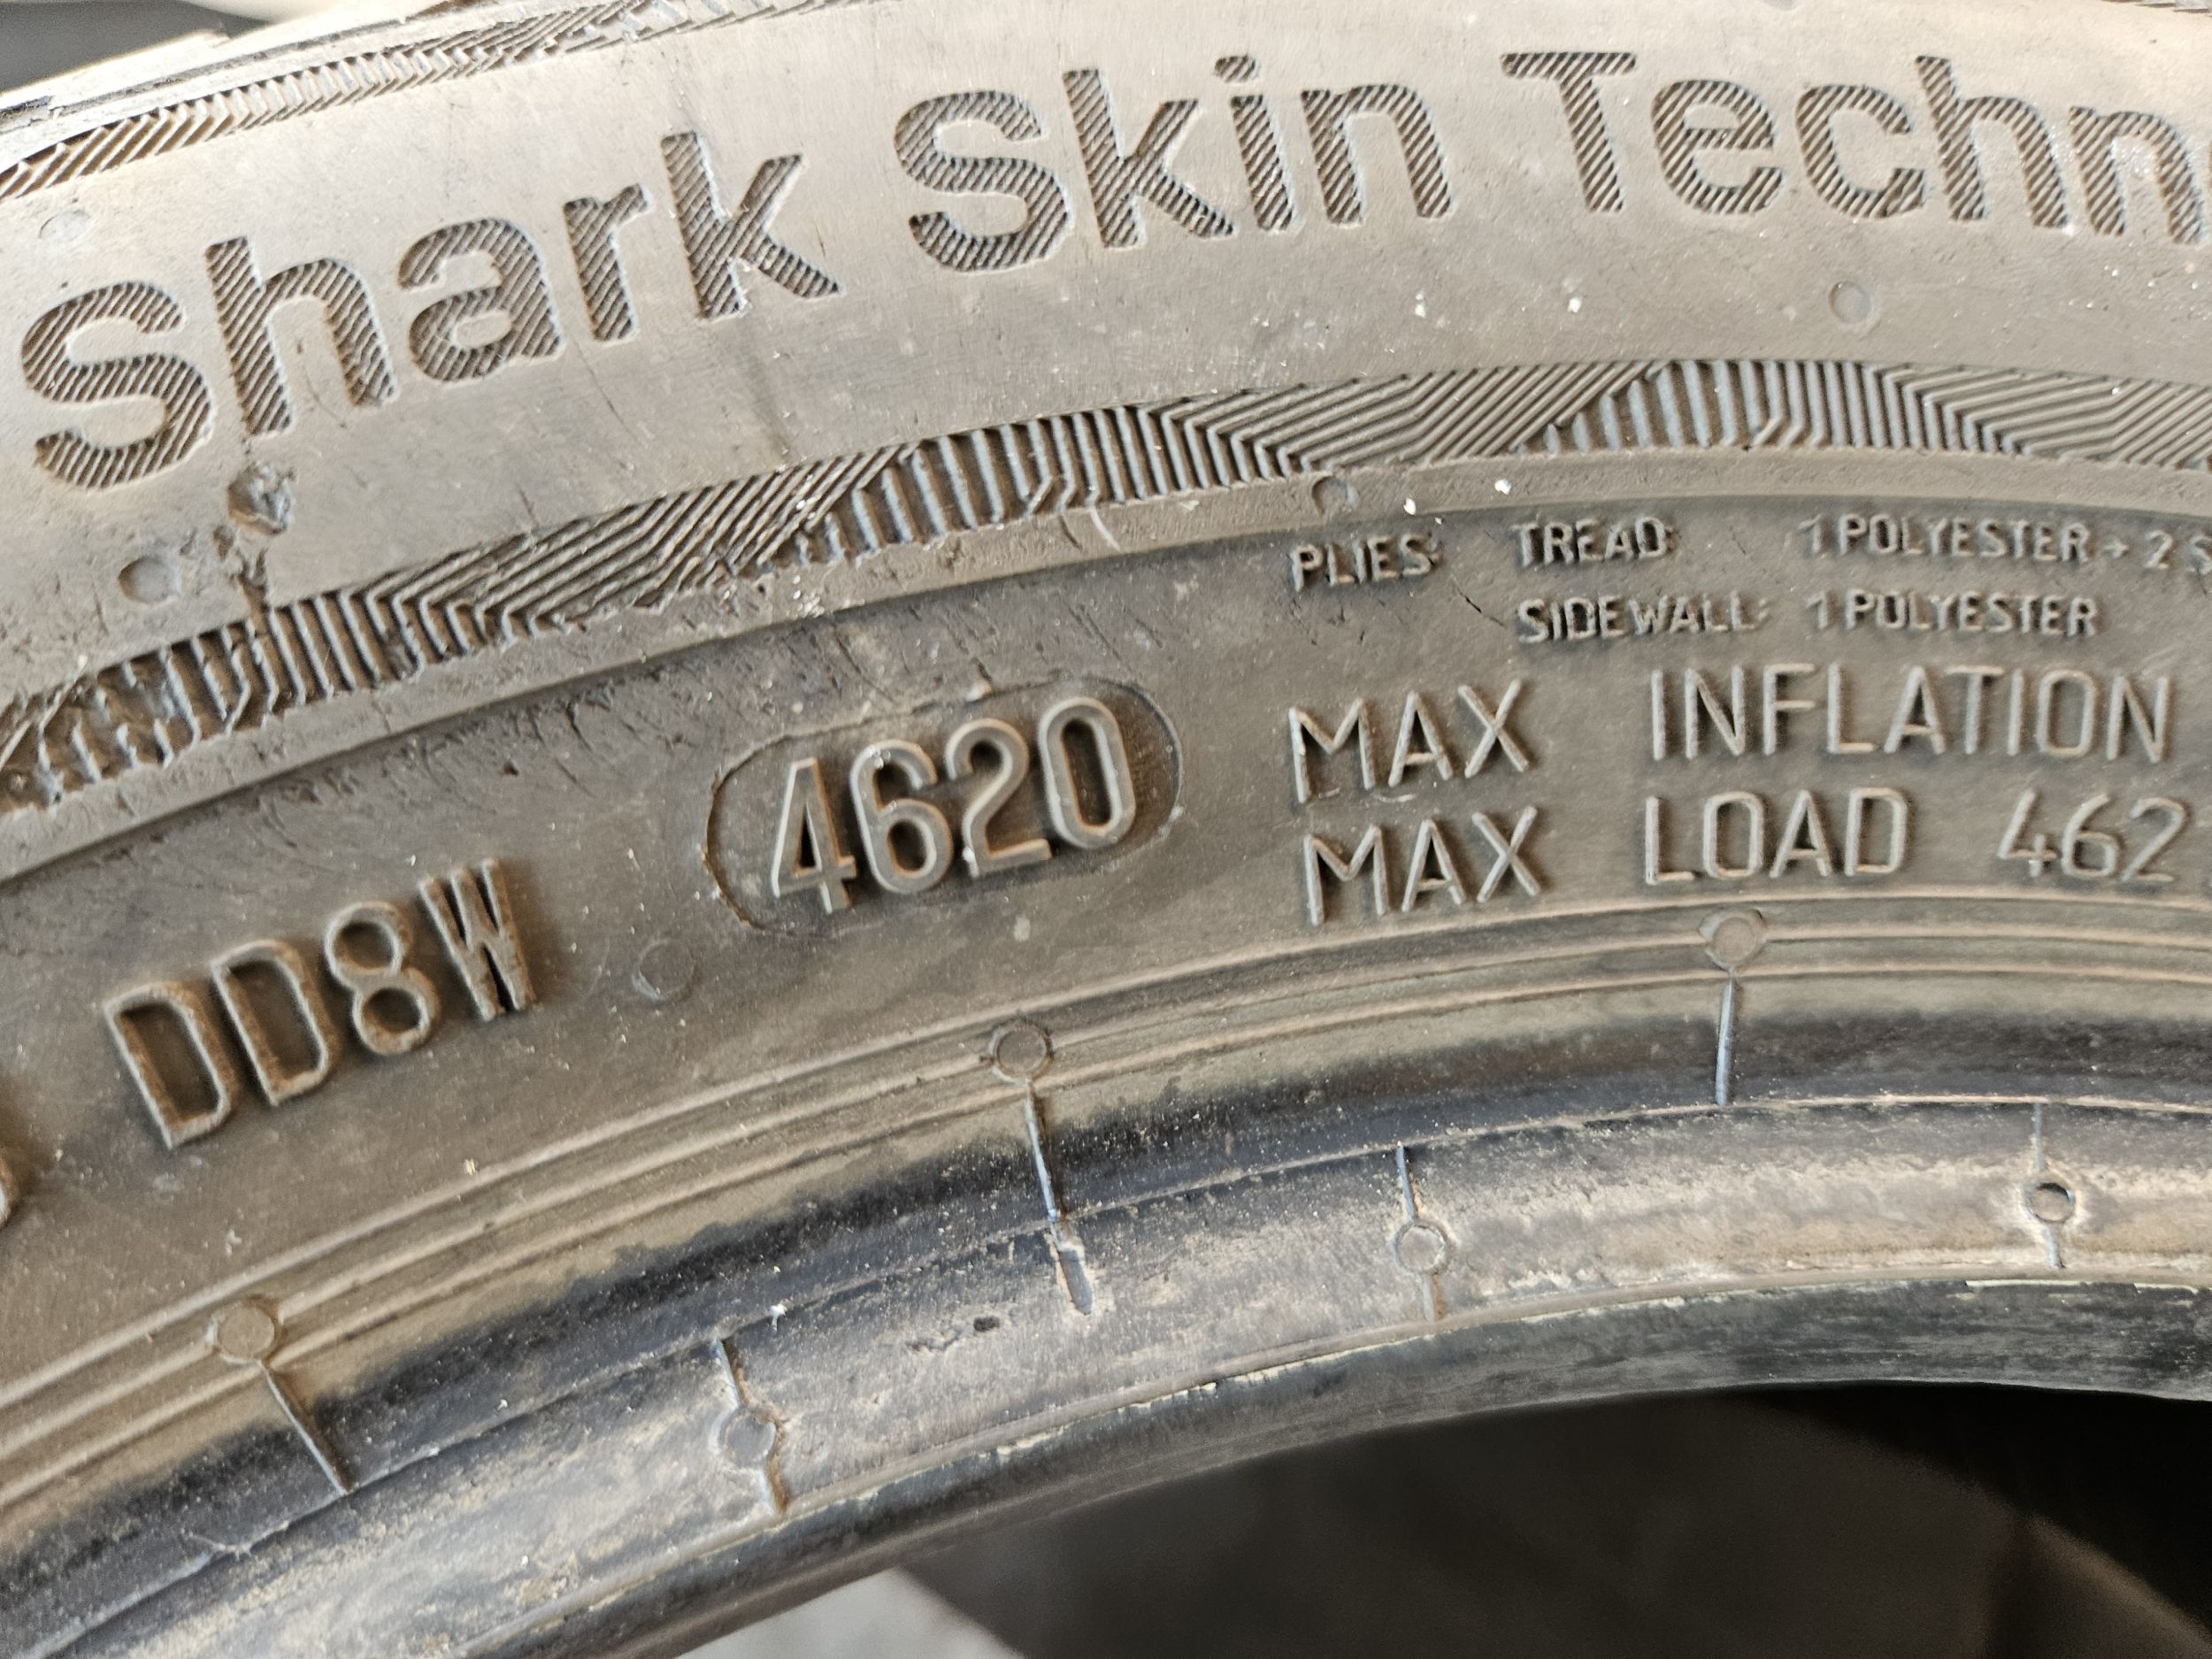 Shark Skin Techn
PLIES: TREAD: 1 POLYESTER + 2 S
SIDEWALL: 1 POLYESTER
DD8W 4620 MAX INFLATION
MAX LOAD 462